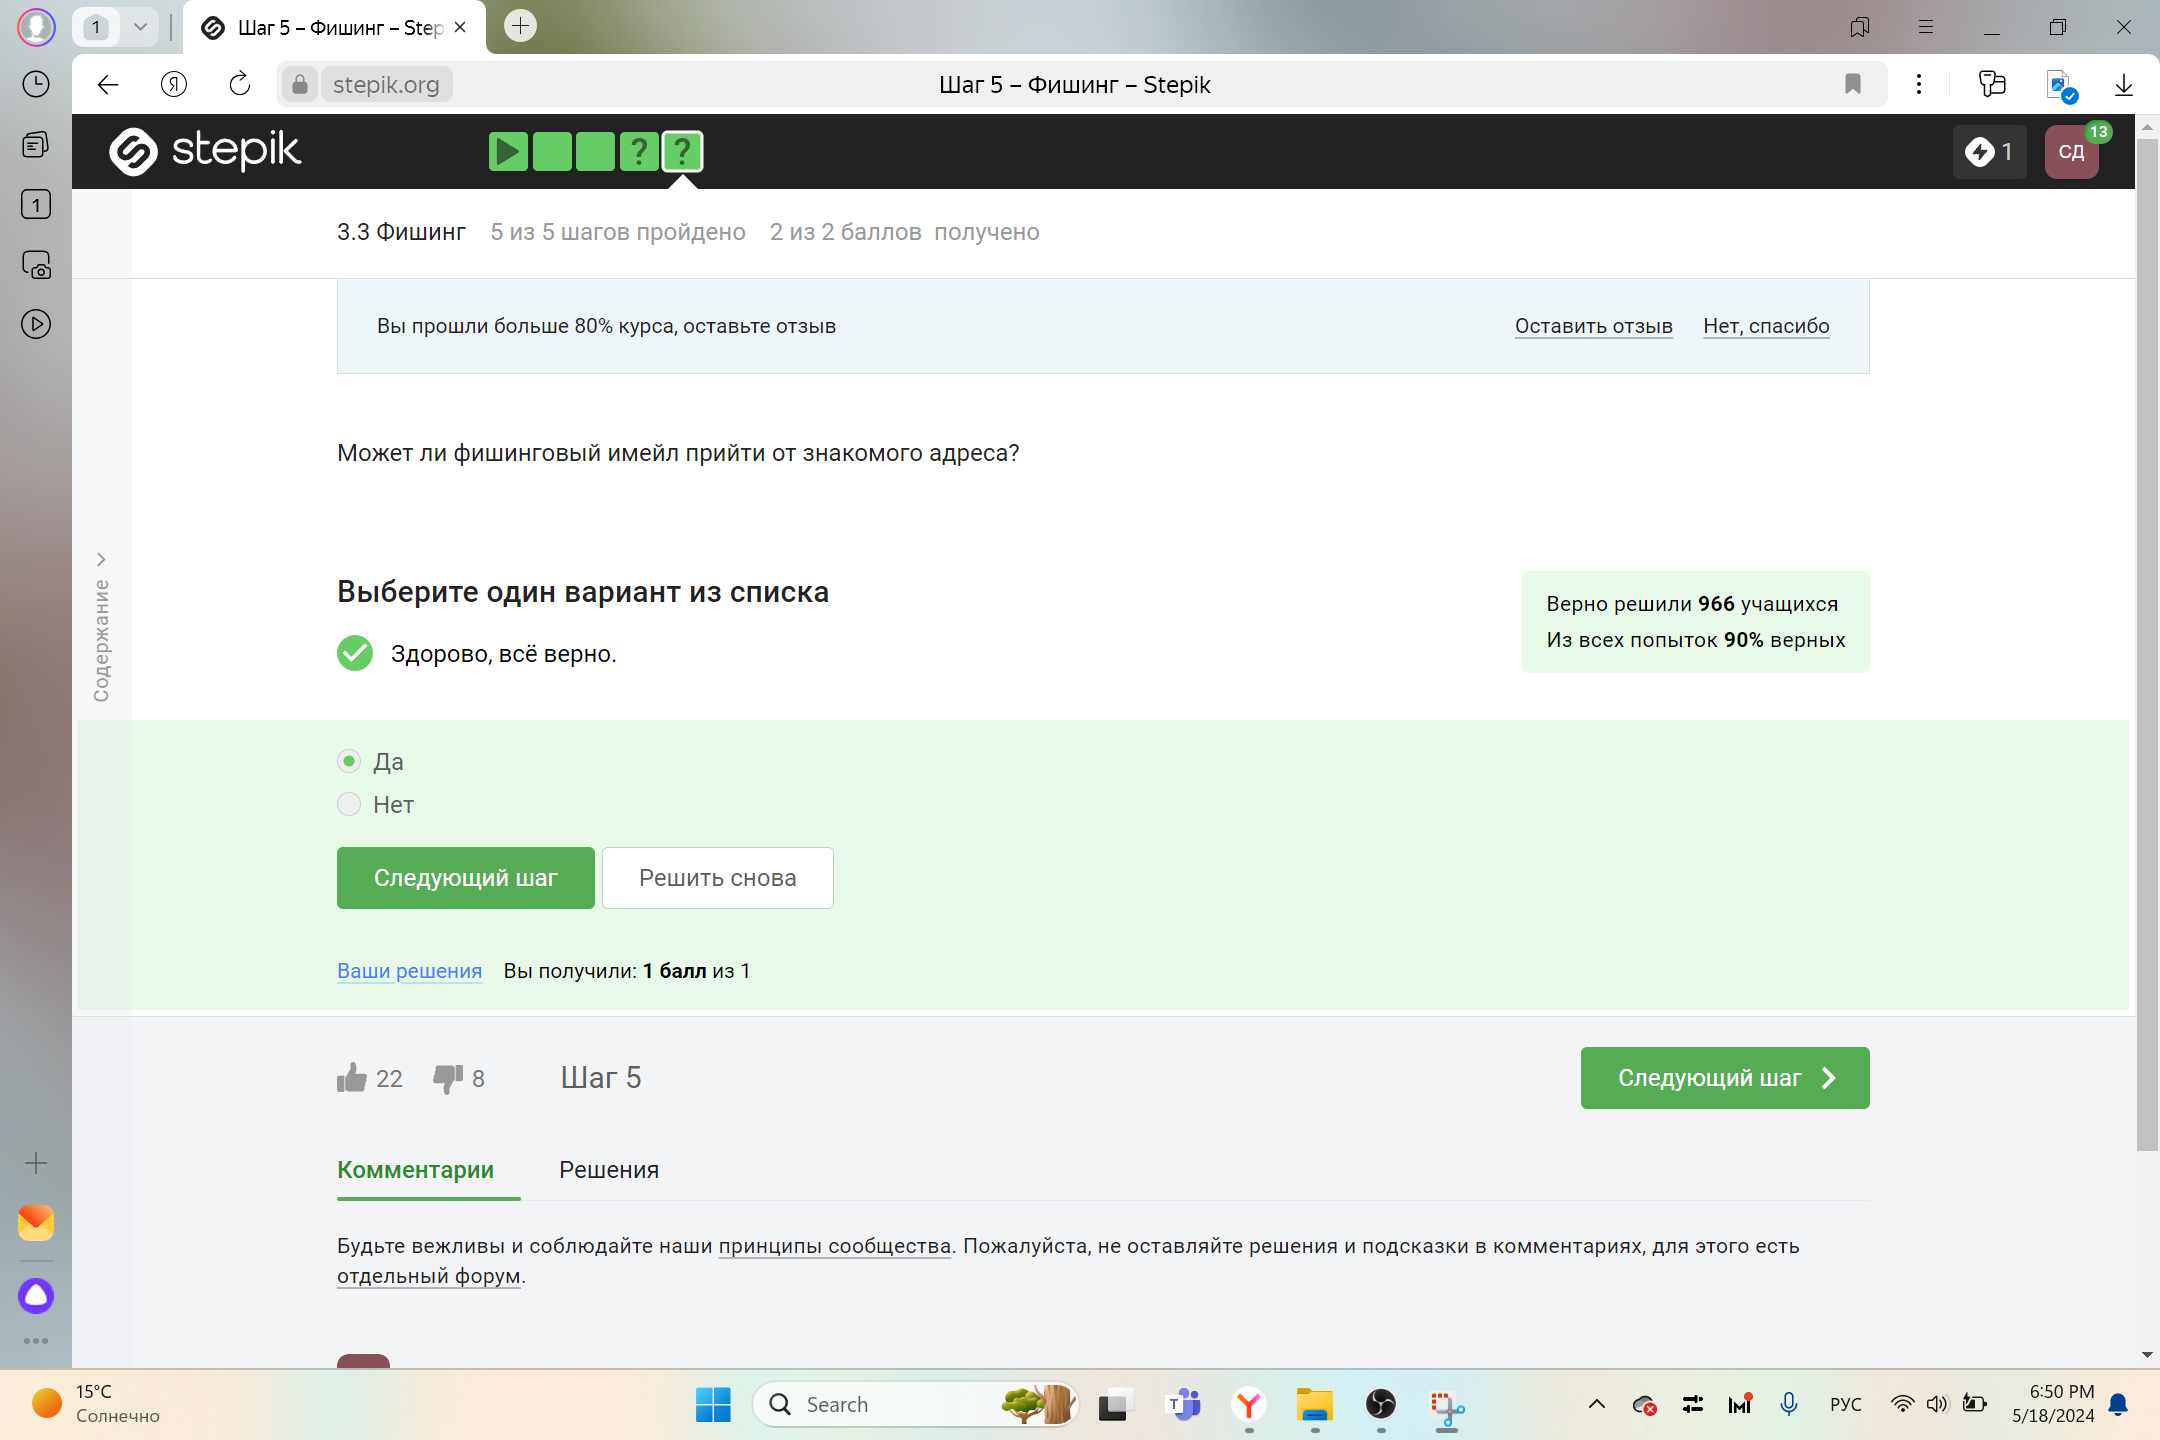 1
Шаг 5 – Фишинг – Step
stepik.org
Шаг 5 – Фишинг – Stepik
1
stepik
? ?
1
СД
13
3.3 Фишинг 5 из 5 шагов пройдено 2 из 2 баллов получено
Вы прошли больше 80% курса, оставьте отзыв
Оставить отзыв Нет, спасибо
Может ли фишинговый имейл прийти от знакомого адреса?
Содержание
Выберите один вариант из списка
Здорово, всё верно.
Верно решили 966 учащихся
Из всех попыток 90% верных
Да
Нет
Следующий шаг Решить снова
Ваши решения Вы получили: 1 балл из 1
22 8 Шаг 5
Следующий шаг
Комментарии Решения
Будьте вежливы и соблюдайте наши принципы сообщества. Пожалуйста, не оставляйте решения и подсказки в комментариях, для этого есть
отдельный форум.
15°C
Солнечно
Search
РУС
6:50 PM
5/18/2024